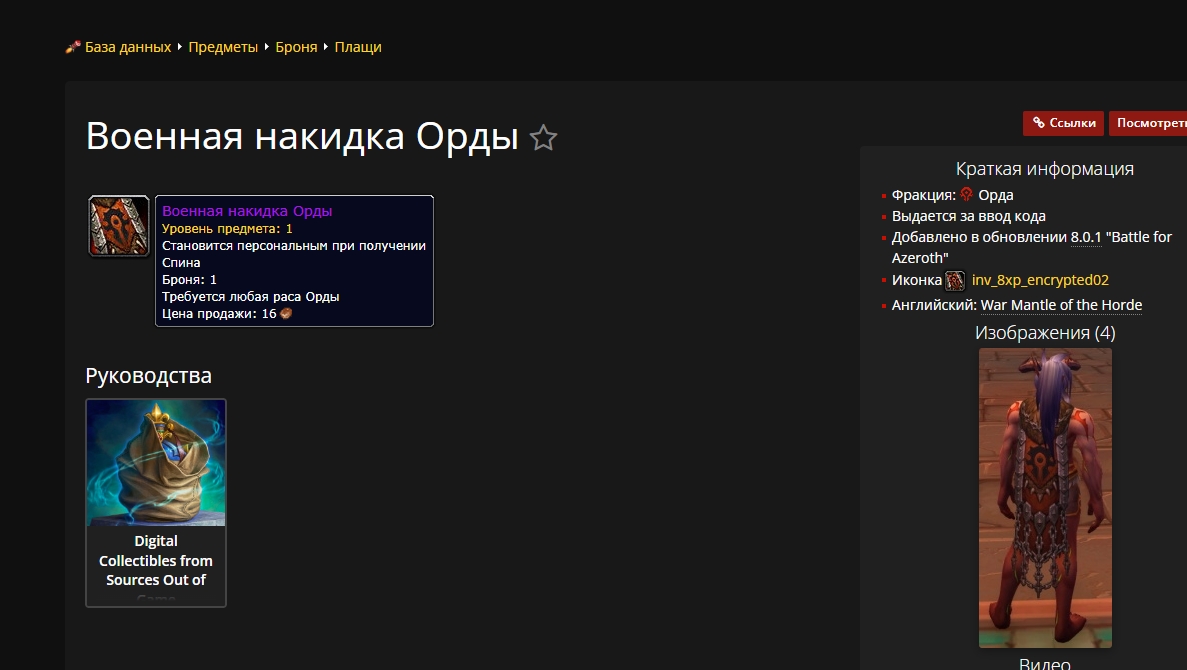 База данных Предметы Броня Плащи
Военная накидка Орды
Ссылки
Посмотреть
Военная накидка Орды
Уровень предмета: 1
Становится персональным при получении
Спина
Броня: 1
Требуется любая раса Орды
Цена продажи: 16
Руководства
Digital
Collectibles from
Sources Out of
Game
Краткая информация
Фракция: Орда
Выдается за ввод кода
Добавлено в обновлении 8.0.1 "Battle for
Azeroth"
Иконка inv_8xp_encrypted02
Английский: War Mantle of the Horde
Изображения (4)
Видео